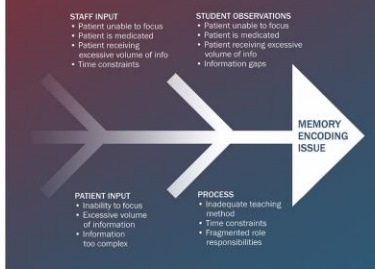 STAFF INPUT
• Patient unable to focus
• Patient is medicated
• Patient receiving
excessive volume of info
• Time constraints
STUDENT OBSERVATIONS
• Patient unable to focus
• Patient is medicated
• Patient receiving excessive
volume of info
• Information gaps
MEMORY
ENCODING
ISSUE
PATIENT INPUT
• Inability to focus
• Excessive volume
of information
• Information
too complex
PROCESS
• Inadequate teaching
method
• Time constraints
• Fragmented role
responsibilities